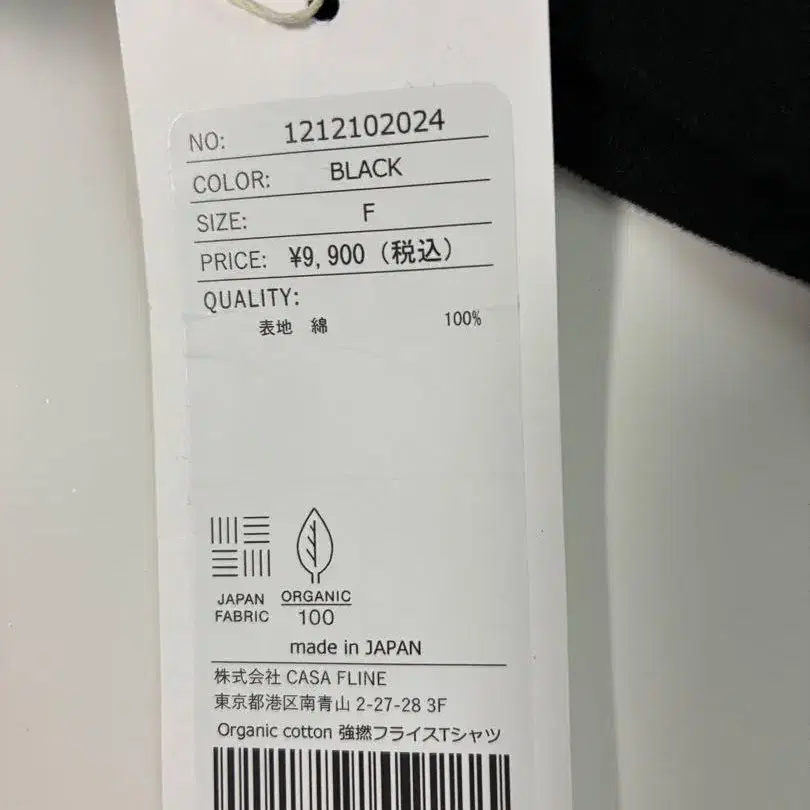 NO: 1212102024
COLOR: BLACK
SIZE: F
PRICE: ¥9,900（税込）
QUALITY:
表地 綿 100%
JAPAN FABRIC
ORGANIC 100
made in JAPAN
株式会社 CASA FLINE
東京都港区南青山 2-27-28 3F
Organic cotton 強撚フライスTシャツ